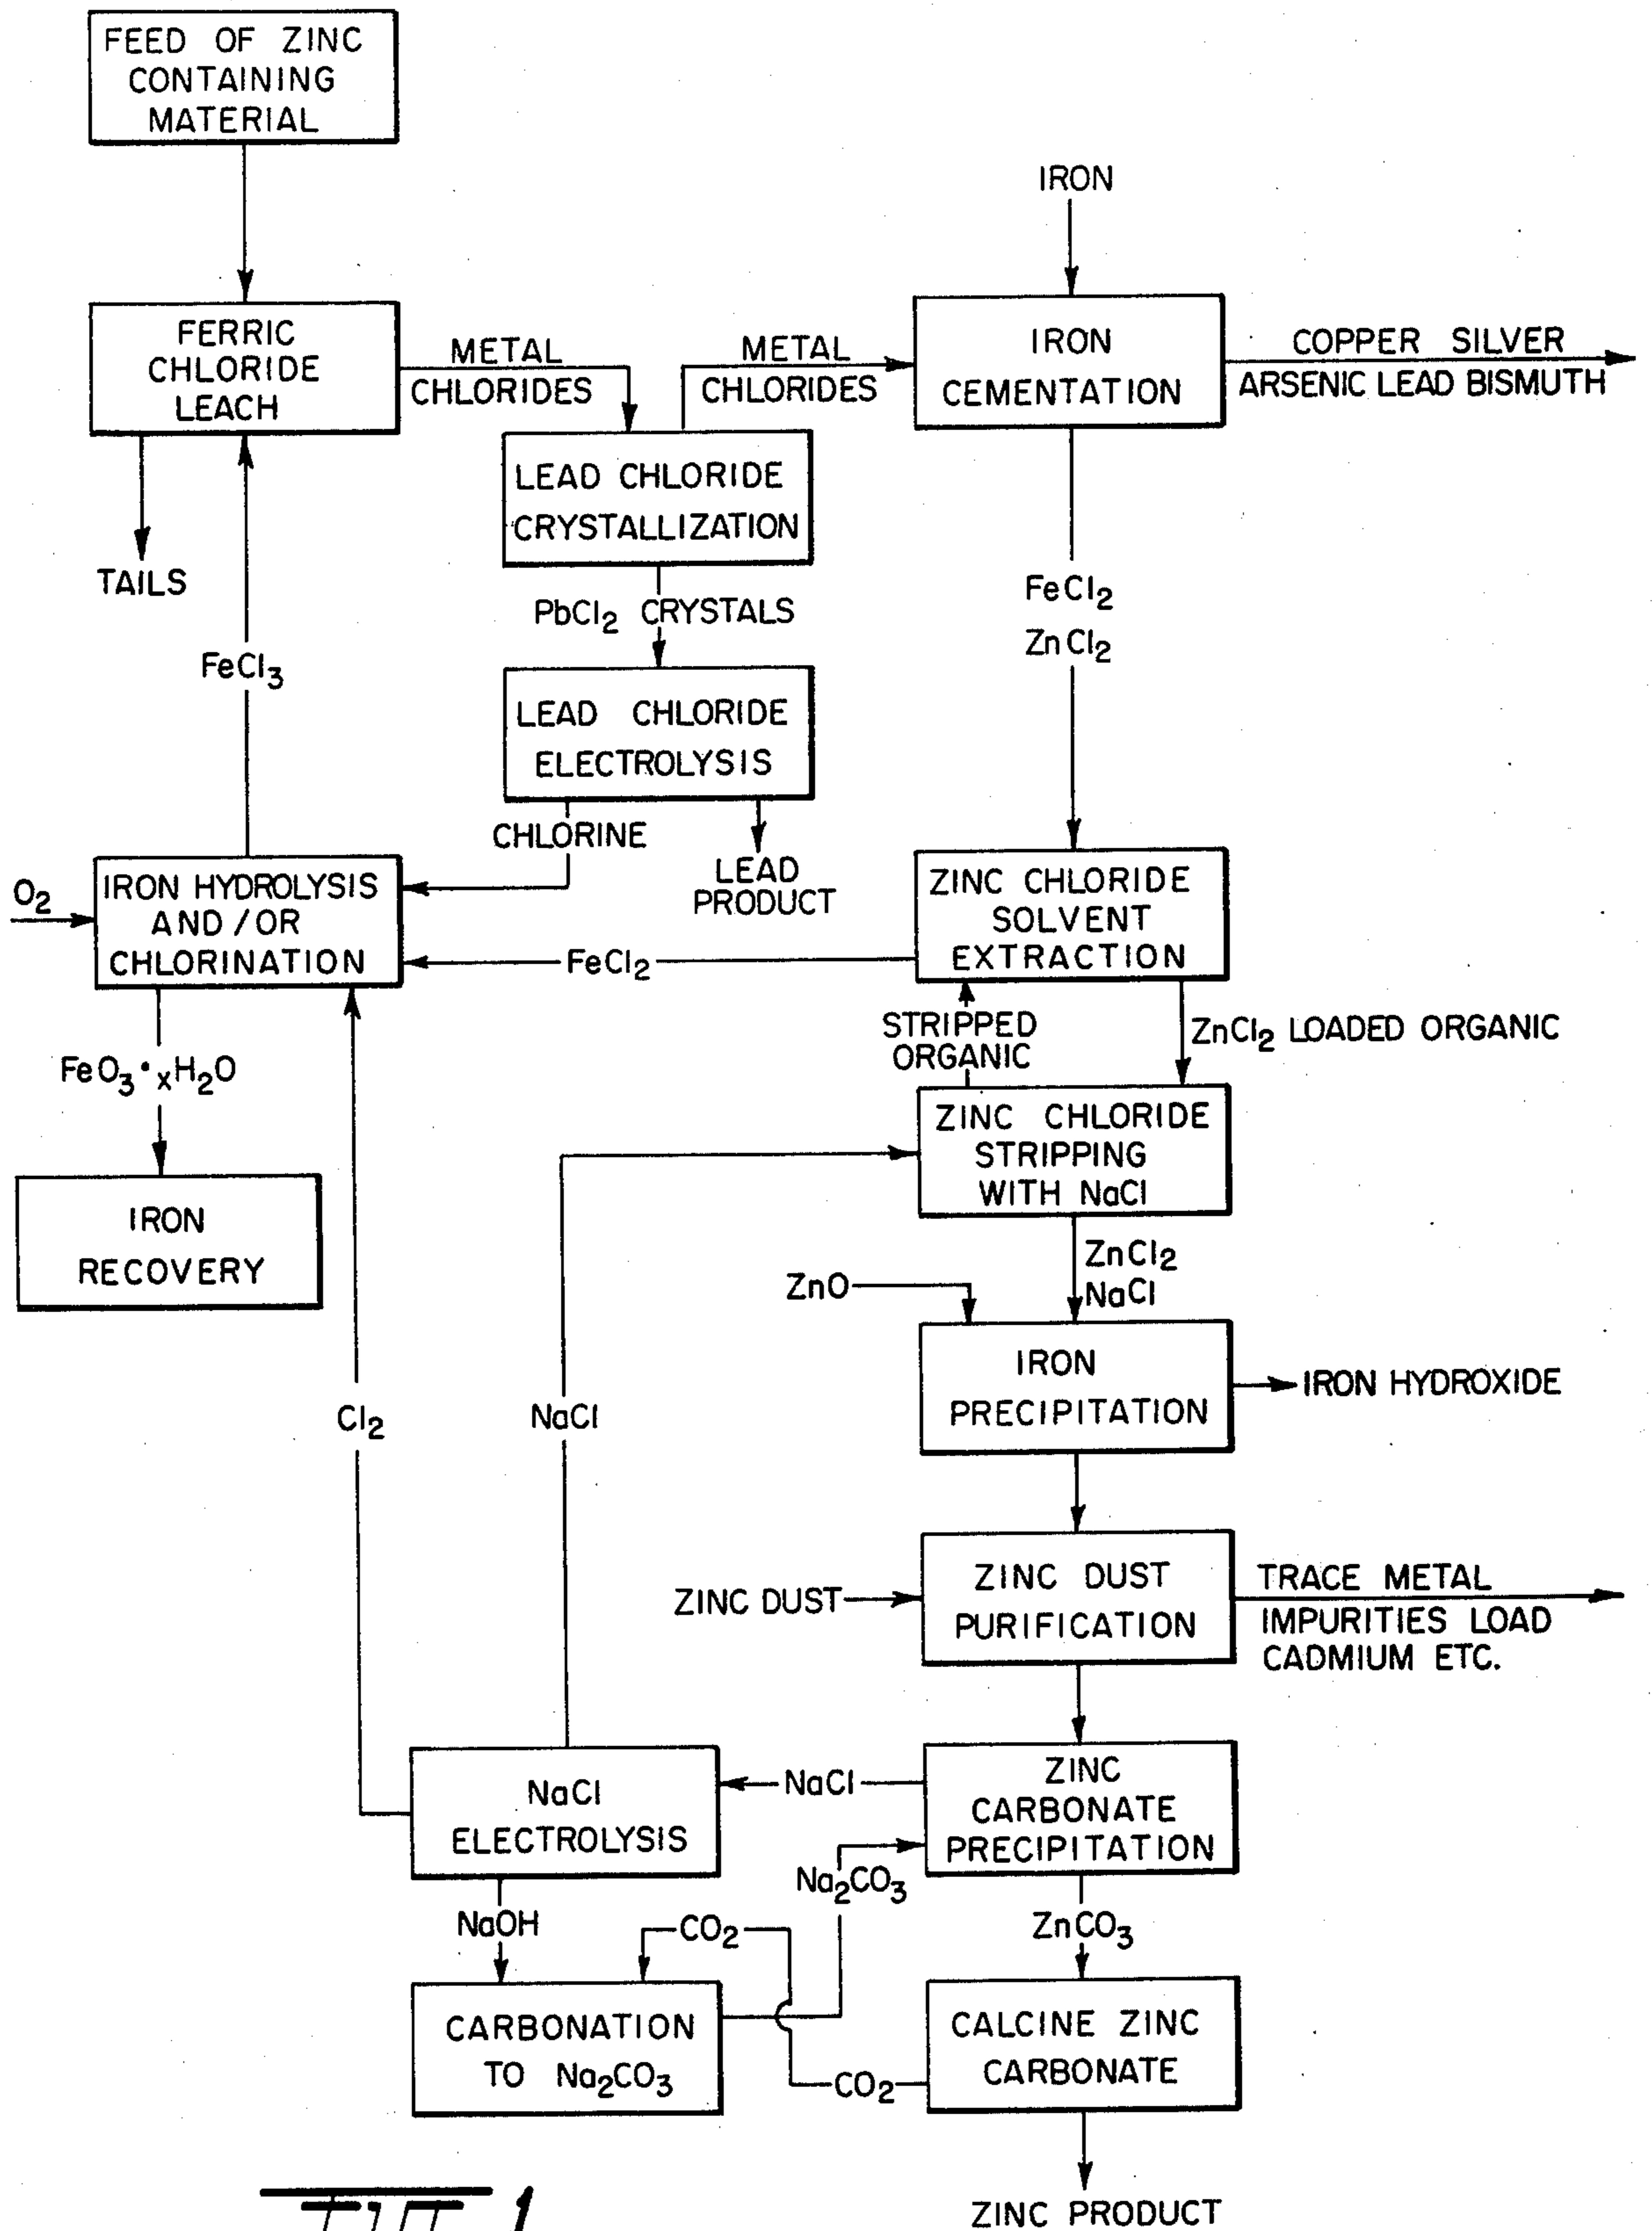 FEED OF ZINC
CONTAINING
MATERIAL
IRON
FERRIC
CHLORIDE
LEACH
METAL
CHLORIDES
METAL
CHLORIDES
IRON
CEMENTATION
COPPER SILVER
ARSENIC LEAD BISMUTH
LEAD CHLORIDE
CRYSTALLIZATION
TAILS
PbCl₂ CRYSTALS
FeCl₂
ZnCl₂
FeCl₃
LEAD CHLORIDE
ELECTROLYSIS
CHLORINE
LEAD
PRODUCT
O₂
IRON HYDROLYSIS
AND/OR
CHLORINATION
ZINC CHLORIDE
SOLVENT
EXTRACTION
FeCl₂
STRIPPED
ORGANIC
ZnCl₂ LOADED ORGANIC
FeO₃•xH₂O
ZINC CHLORIDE
STRIPPING
WITH NaCl
IRON
RECOVERY
ZnCl₂
NaCl
ZnO
IRON
PRECIPITATION
IRON HYDROXIDE
Cl₂
NaCl
ZINC DUST
ZINC DUST
PURIFICATION
TRACE METAL
IMPURITIES LOAD
CADMIUM ETC.
NaCl
ELECTROLYSIS
NaCl
ZINC
CARBONATE
PRECIPITATION
Na₂CO₃
NaOH
CO₂
ZnCO₃
CARBONATION
TO Na₂CO₃
CO₂
CALCINE ZINC
CARBONATE
ZINC PRODUCT